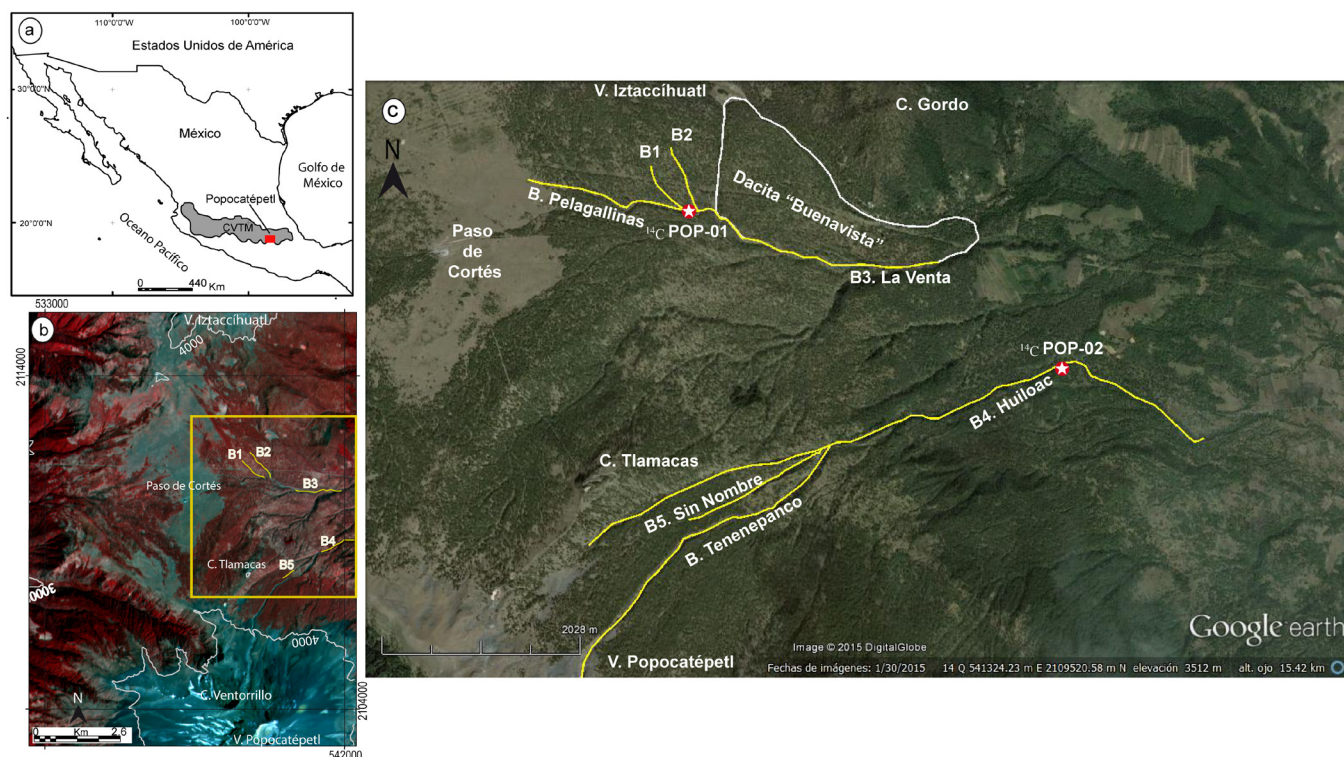 a
110°0'0"W
100°0'0"W
Estados Unidos de América
30°0'0"N
México
Golfo de
México
Popocatépetl
20°0'0"N
CVTM
Oceano Pacífico
0
440 Km
533000
b
V. Iztaccíhuatl
4000
2114000
B1
B2
Paso de Cortés
B3
B4
C. Tlamacas
B5
3000
4000
C. Ventorrillo
N
0
Km
2.6
V. Popocatépetl
2104000
542000
c
V. Iztaccíhuatl
C. Gordo
N
B2
B1
Dacita “Buenavista”
B. Pelagallinas
14C POP-01
Paso
de
Cortés
B3. La Venta
14C POP-02
B4. Huiloac
C. Tlamacas
B5. Sin Nombre
B. Tenenepanco
2028 m
V. Popocatépetl
Google earth
Image © 2015 DigitalGlobe
Fechas de imágenes: 1/30/2015 14 Q 541324.23 m E 2109520.58 m N elevación 3512 m alt. ojo 15.42 km